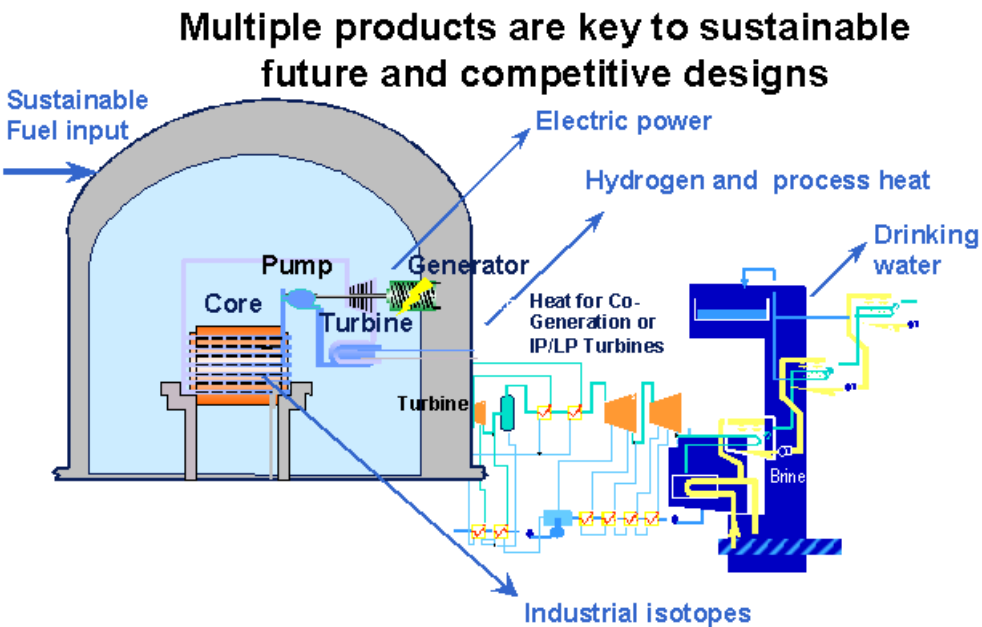 Multiple products are key to sustainable
future and competitive designs
Sustainable
Fuel input
Electric power
Hydrogen and process heat
Drinking
water
Pump
Generator
Core
Turbine
Heat for Co-
Generation or
IP/LP Turbines
Turbine
Brine
Industrial isotopes